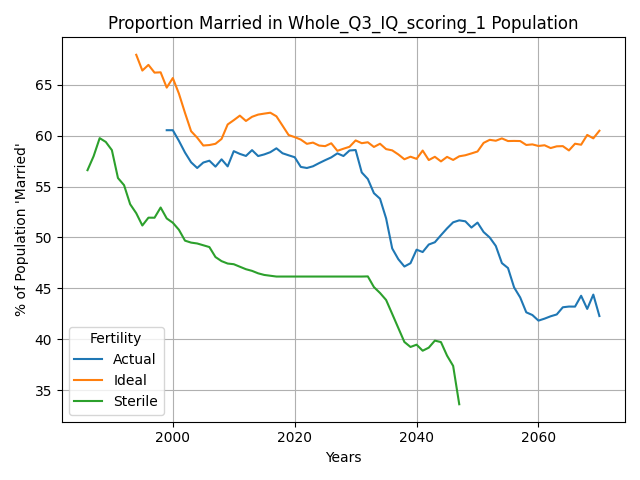 Proportion Married in Whole_Q3_IQ_scoring_1 Population
% of Population 'Married'
65
60
55
50
45
40
35
Fertility
Actual
Ideal
Sterile
2000
2020
2040
2060
Years